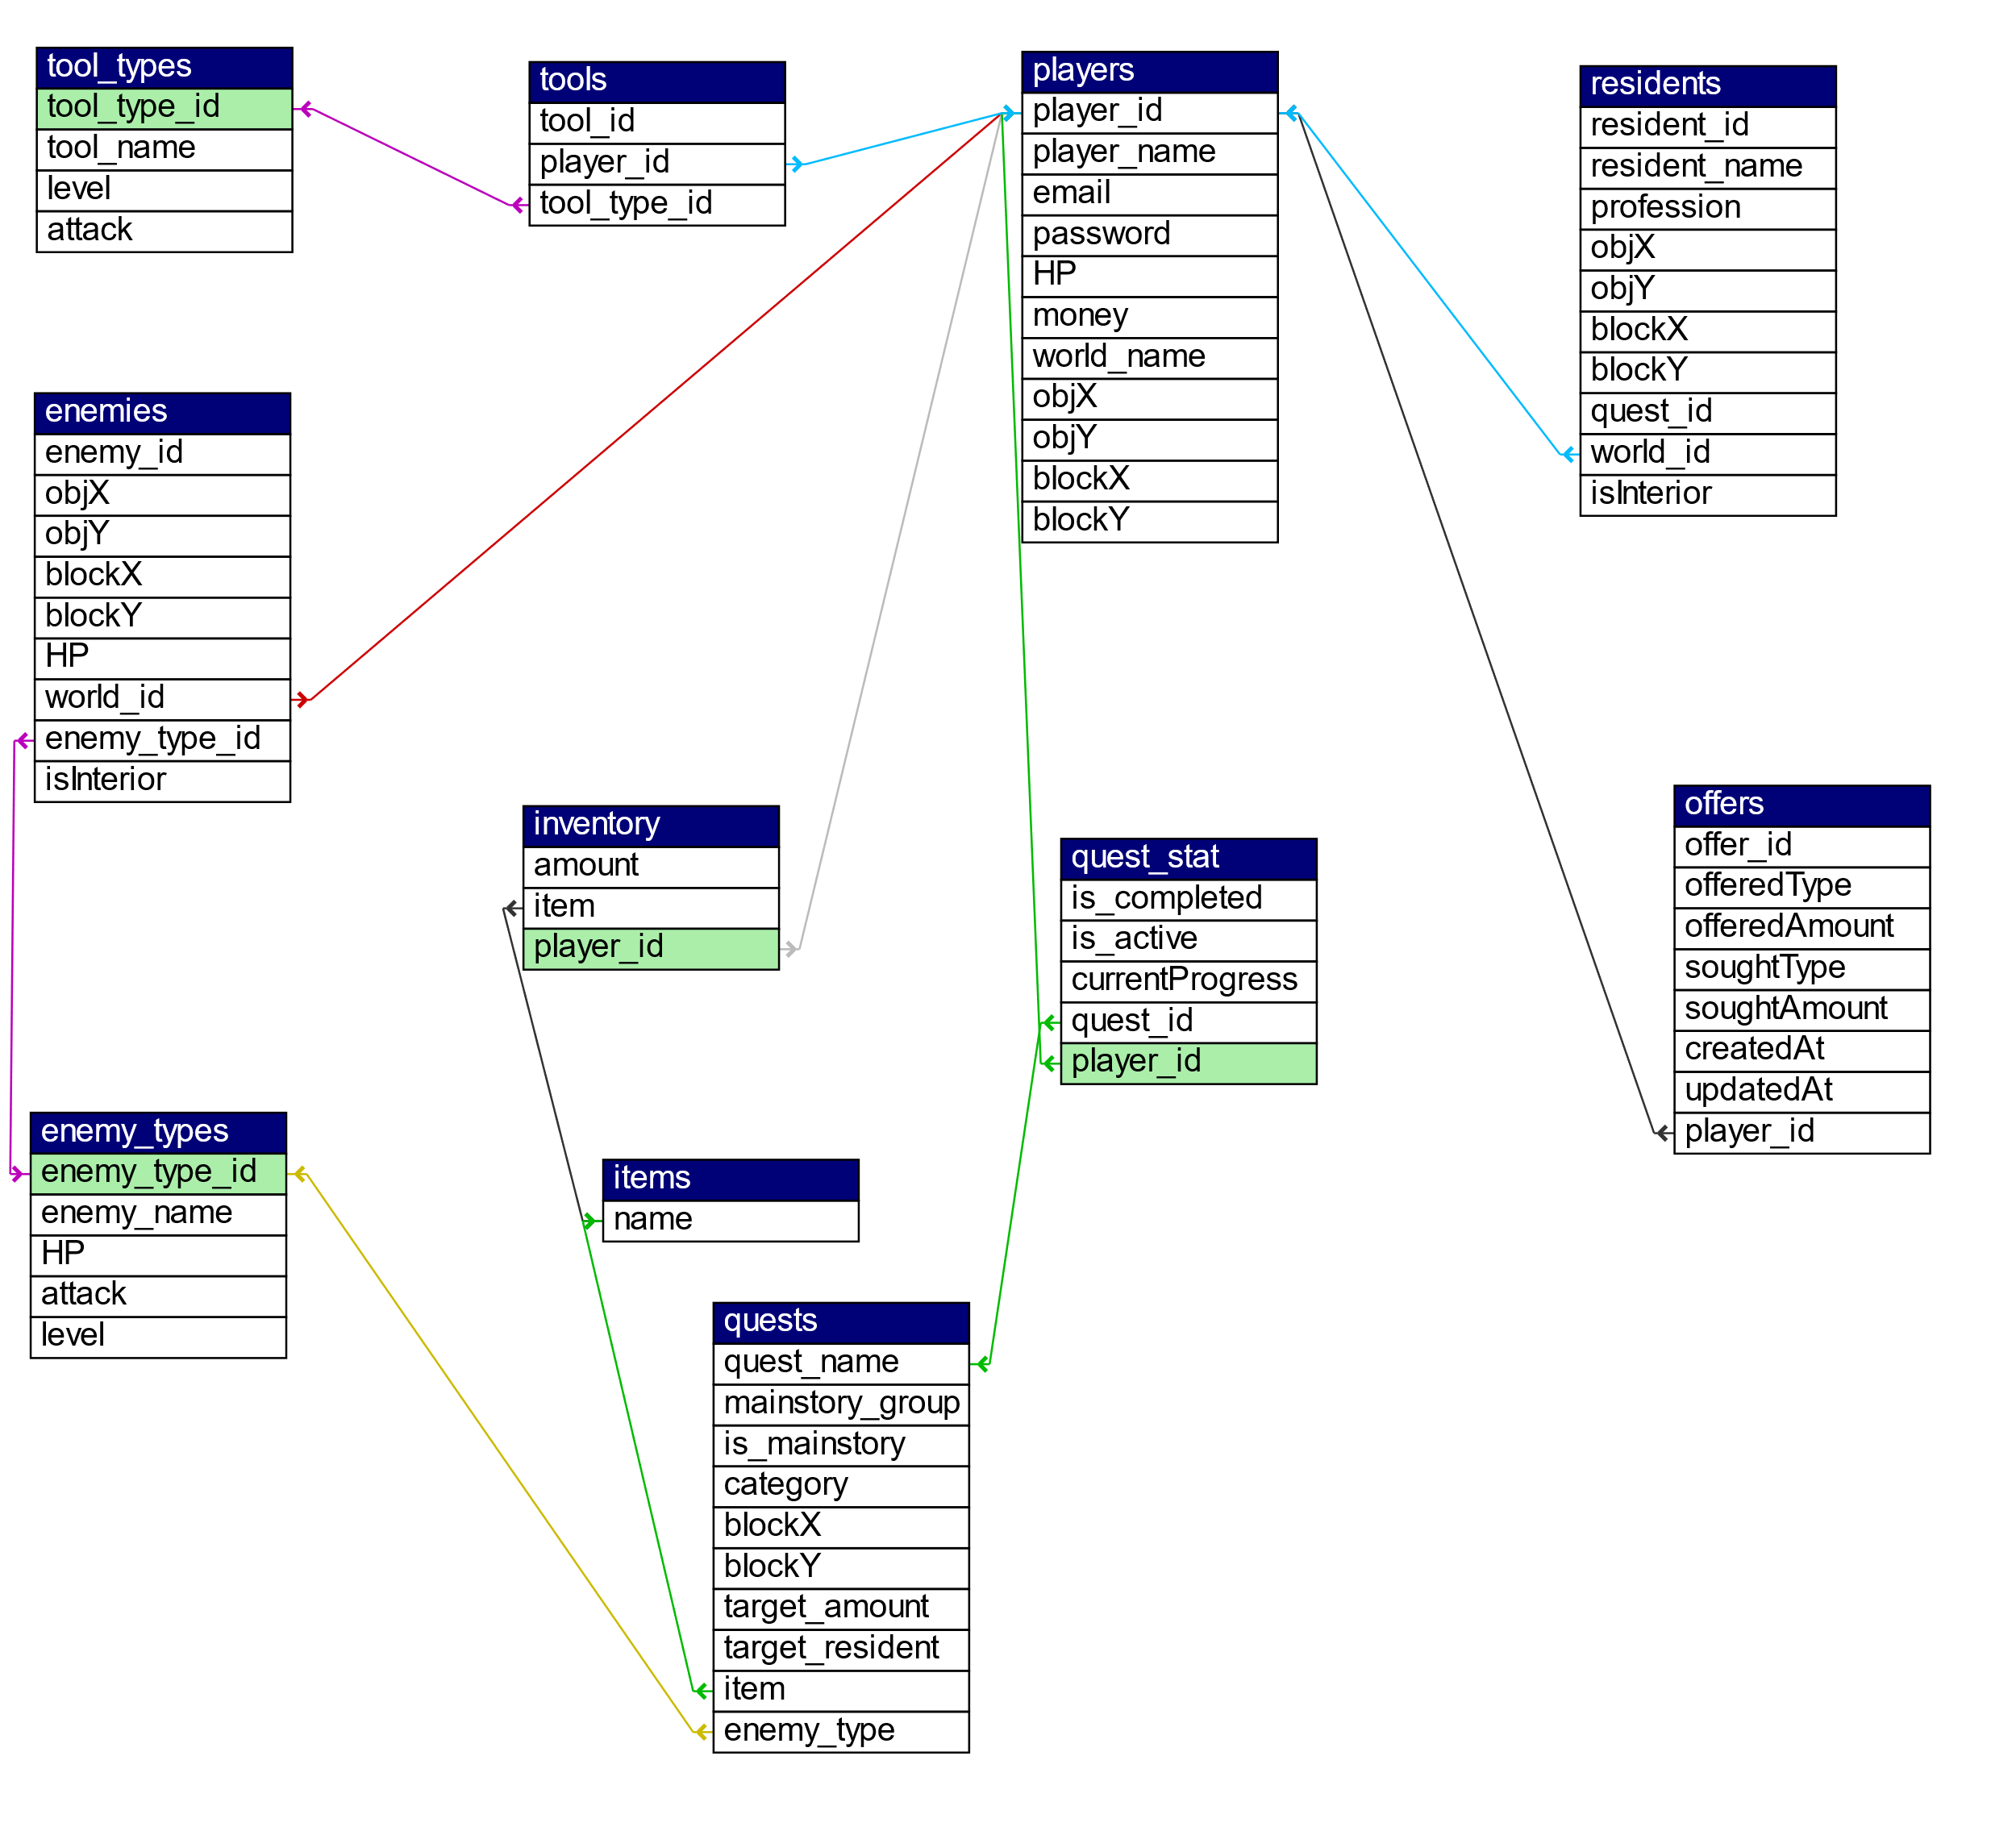 tool_types
tool_type_id
tool_name
level
attack
tools
tool_id
player_id
tool_type_id
players
player_id
player_name
email
password
HP
money
world_name
objX
objY
blockX
blockY
residents
resident_id
resident_name
profession
objX
objY
blockX
blockY
quest_id
world_id
isInterior
enemies
enemy_id
objX
objY
blockX
blockY
HP
world_id
enemy_type_id
isInterior
inventory
amount
item
player_id
quest_stat
is_completed
is_active
currentProgress
quest_id
player_id
offers
offer_id
offeredType
offeredAmount
soughtType
soughtAmount
createdAt
updatedAt
player_id
enemy_types
enemy_type_id
enemy_name
HP
attack
level
items
name
quests
quest_name
mainstory_group
is_mainstory
category
blockX
blockY
target_amount
target_resident
item
enemy_type